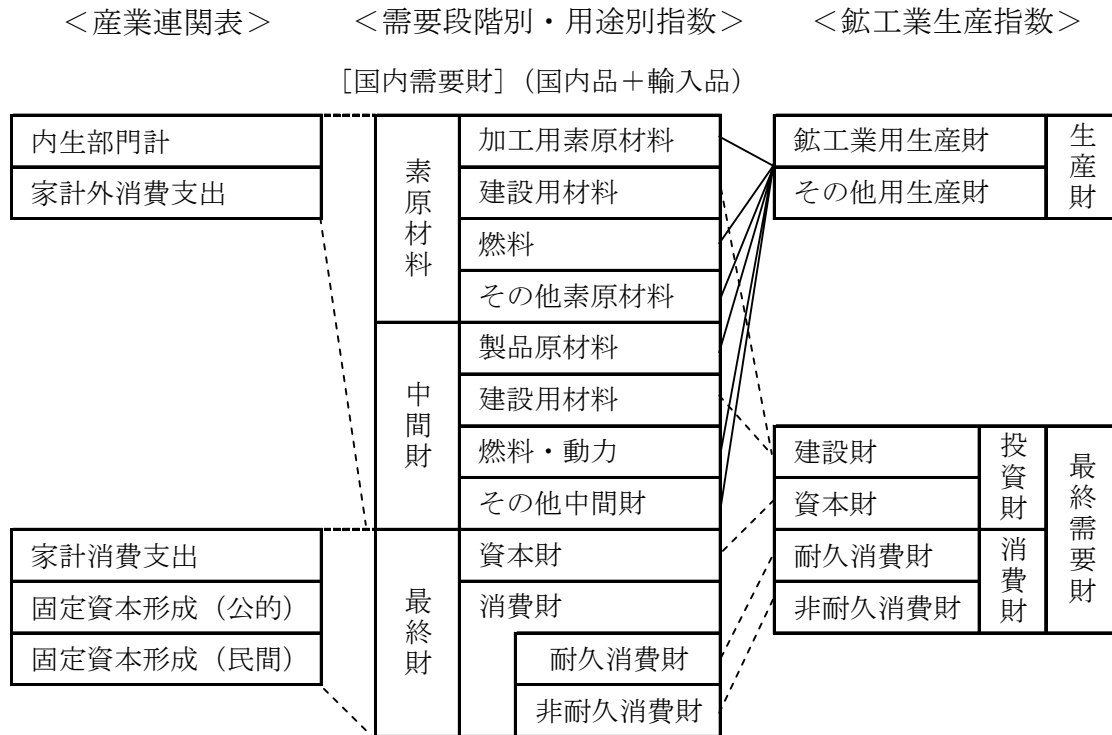 ＜産業連関表＞
＜需要段階別・用途別指数＞
＜鉱工業生産指数＞
［国内需要財］（国内品＋輸入品）
内生部門計
家計外消費支出
家計消費支出
固定資本形成（公的）
固定資本形成（民間）
素原材料
加工用素原材料
建設用材料
燃料
その他素原材料
中間財
製品原材料
建設用材料
燃料・動力
その他中間財
最終財
資本財
消費財
耐久消費財
非耐久消費財
鉱工業用生産財
その他用生産財
生産財
建設財
資本財
投資財
耐久消費財
非耐久消費財
消費財
最終需要財